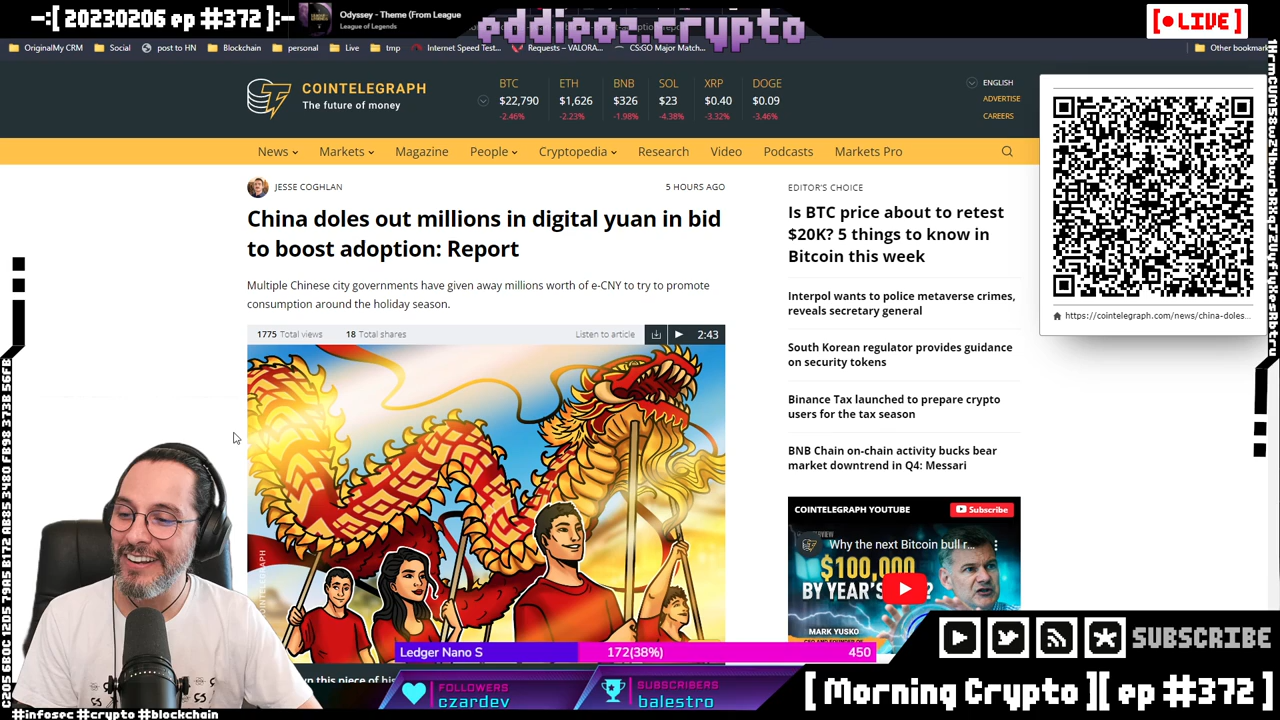 -:[ 20230206 ep #372 ]:-
Odyssey - Theme (From League
League of Legends
eddieoz.crypto
[• LIVE]
OriginalMy CRM
Social
post to HN
Blockchain
personal
Live
tmp
Internet Speed Test...
Requests – VALORA...
CS:GO Major Match...
Other bookmark
COINTELEGRAPH
The future of money
BTC ETH BNB SOL XRP DOGE
$22,790 $1,626 $326 $23 $0.40 $0.09
-2.46% -2.23% -1.98% -4.38% -3.32% -3.46%
ENGLISH
ADVERTISE
CAREERS
News Markets Magazine People Cryptopedia Research Video Podcasts Markets Pro
JESSE COGHLAN
5 HOURS AGO
China doles out millions in digital yuan in bid
to boost adoption: Report
Multiple Chinese city governments have given away millions worth of e-CNY to try to promote
consumption around the holiday season.
1775 Total views 18 Total shares Listen to article 2:43
EDITOR'S CHOICE
Is BTC price about to retest
$20K? 5 things to know in
Bitcoin this week
Interpol wants to police metaverse crimes,
reveals secretary general
South Korean regulator provides guidance
on security tokens
Binance Tax launched to prepare crypto
users for the tax season
BNB Chain on-chain activity bucks bear
market downtrend in Q4: Messari
https://cointelegraph.com/news/china-doles...
COINTELEGRAPH YOUTUBE
Subscribe
Why the next Bitcoin bull r...
$100,000
BY YEAR'S
MARK YUSKO
Ledger Nano S 172(38%) 450
this piece of his
FOLLOWERS
czardev
SUBSCRIBERS
balestro
SUBSCRIBE
[ Morning Crypto ][ ep #372 ]
#infosec #crypto #blockchain